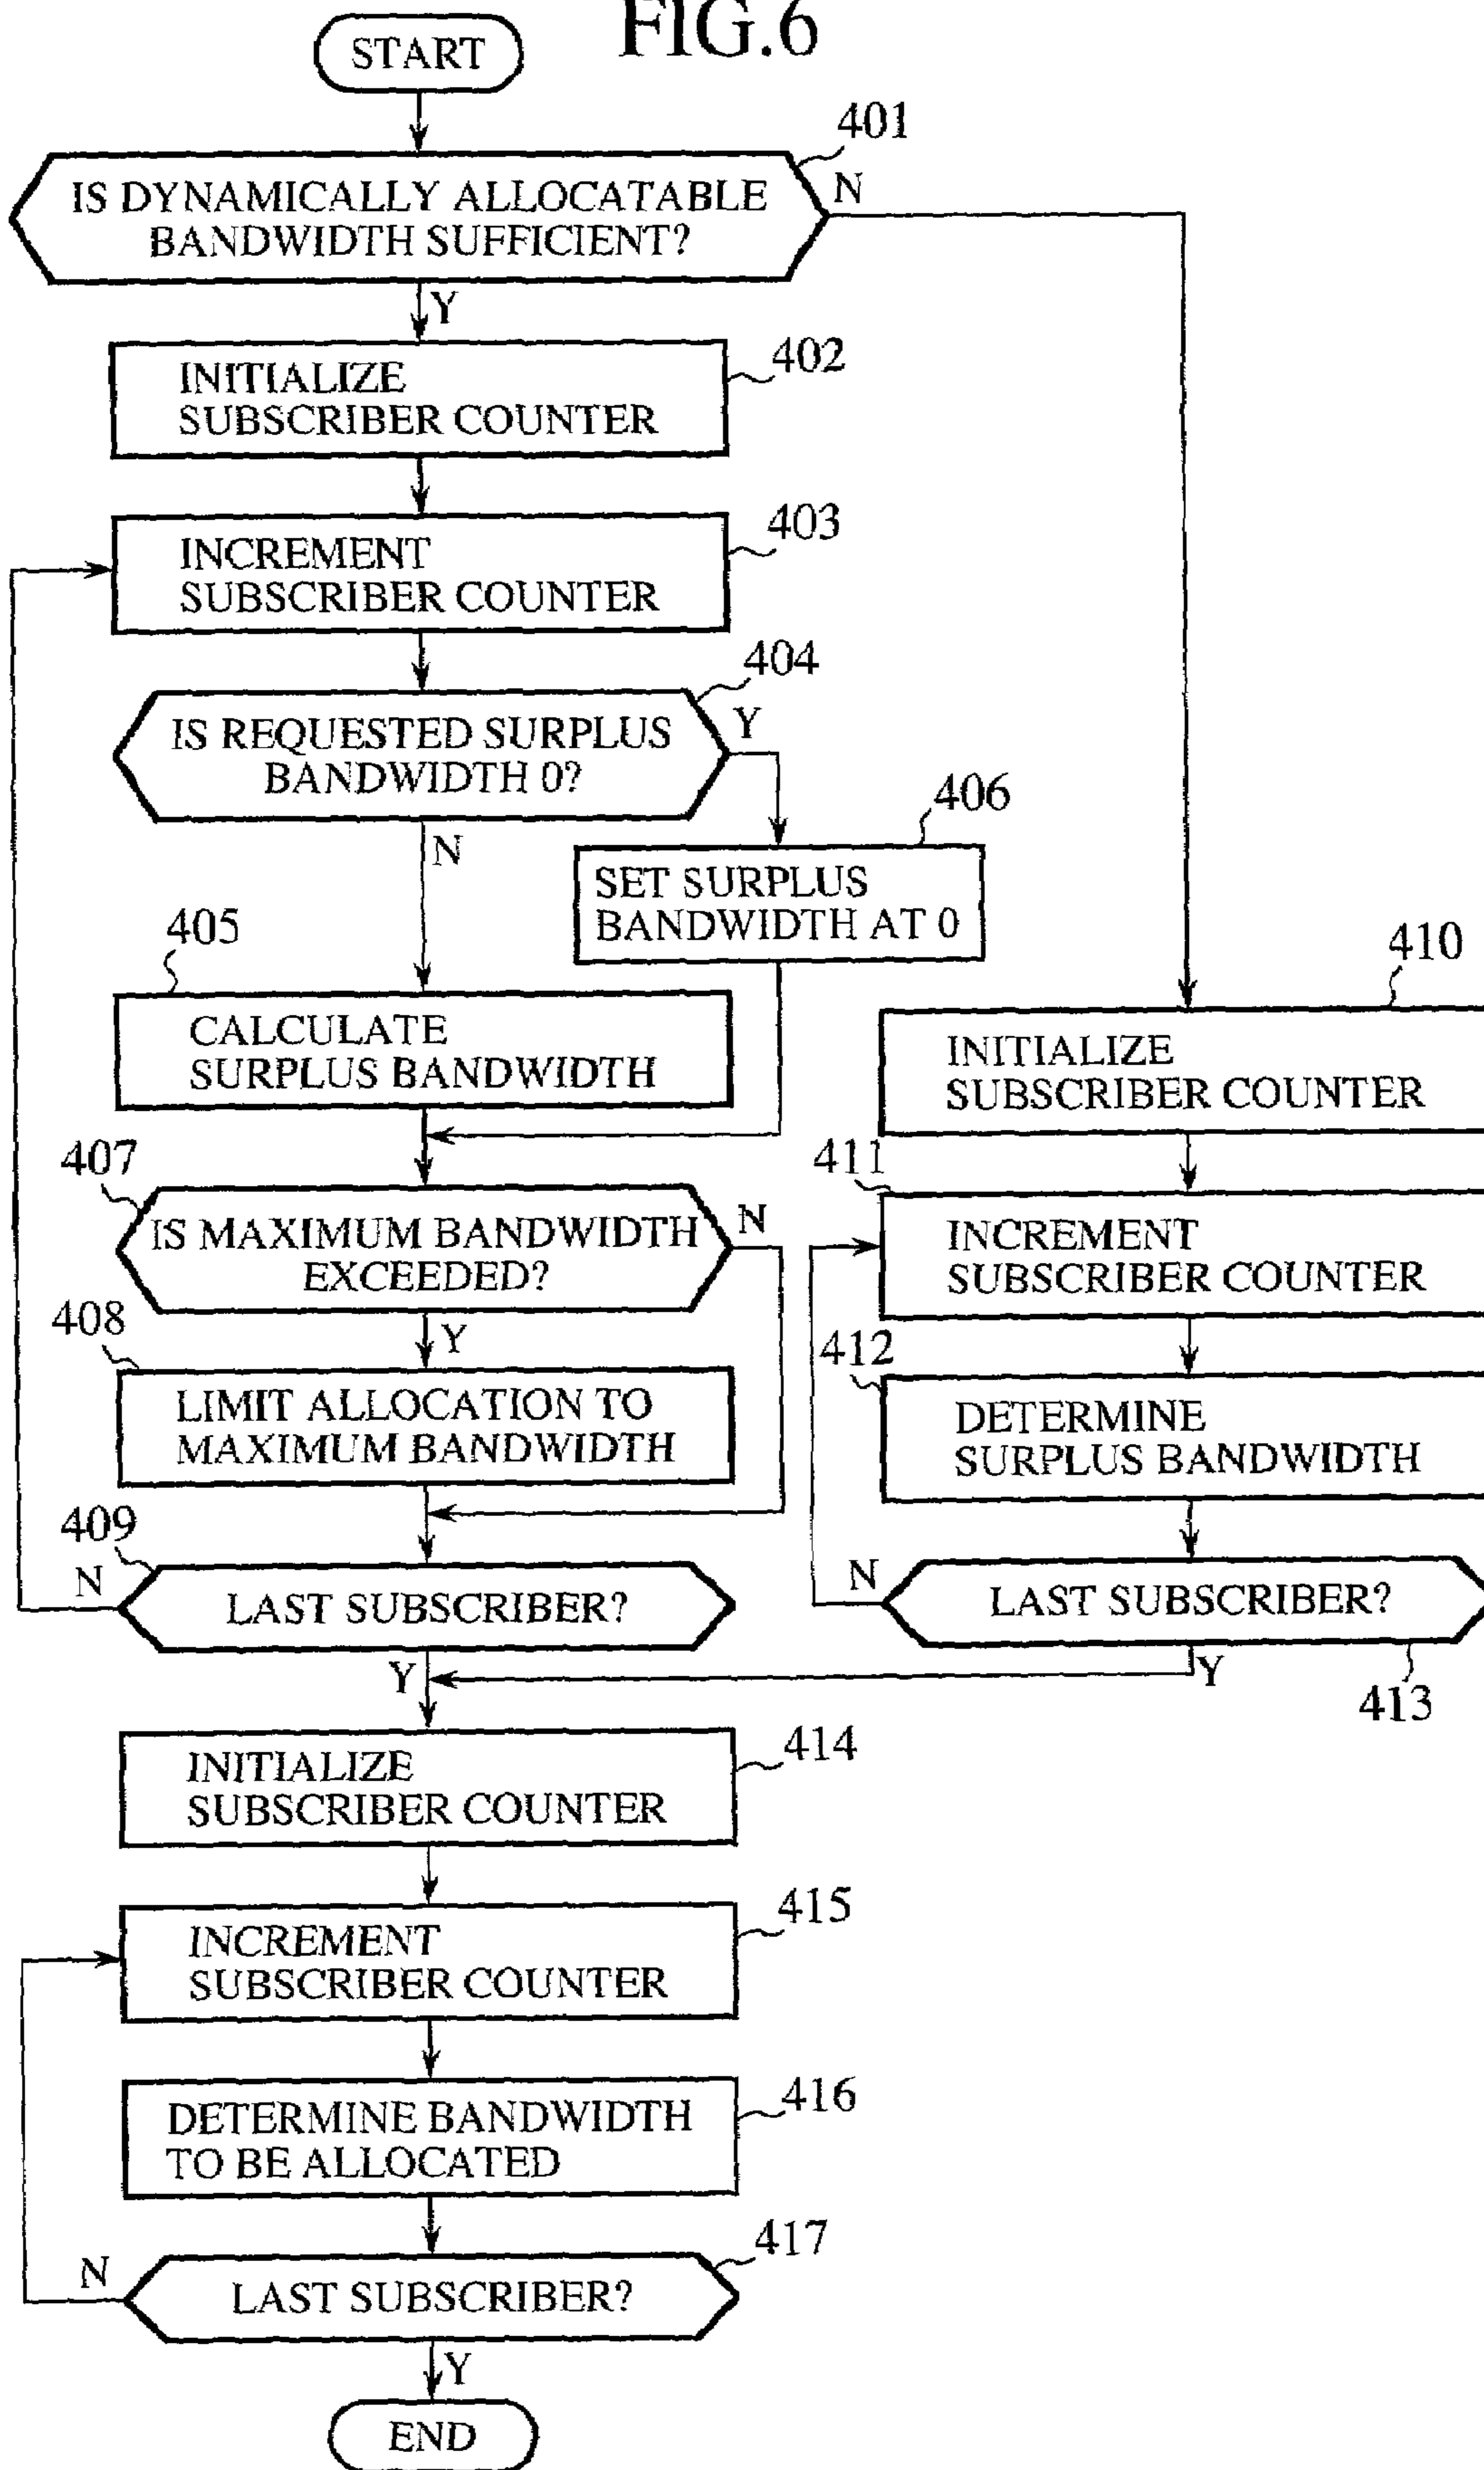 FIG.6
START
401
IS DYNAMICALLY ALLOCATABLE
BANDWIDTH SUFFICIENT?
N
Y
402
INITIALIZE
SUBSCRIBER COUNTER
403
INCREMENT
SUBSCRIBER COUNTER
404
IS REQUESTED SURPLUS
BANDWIDTH 0?
Y
N
406
SET SURPLUS
BANDWIDTH AT 0
405
CALCULATE
SURPLUS BANDWIDTH
407
IS MAXIMUM BANDWIDTH
EXCEEDED?
N
Y
408
LIMIT ALLOCATION TO
MAXIMUM BANDWIDTH
409
N
LAST SUBSCRIBER?
Y
410
INITIALIZE
SUBSCRIBER COUNTER
411
INCREMENT
SUBSCRIBER COUNTER
412
DETERMINE
SURPLUS BANDWIDTH
N
LAST SUBSCRIBER?
Y
413
414
INITIALIZE
SUBSCRIBER COUNTER
415
INCREMENT
SUBSCRIBER COUNTER
416
DETERMINE BANDWIDTH
TO BE ALLOCATED
417
N
LAST SUBSCRIBER?
Y
END